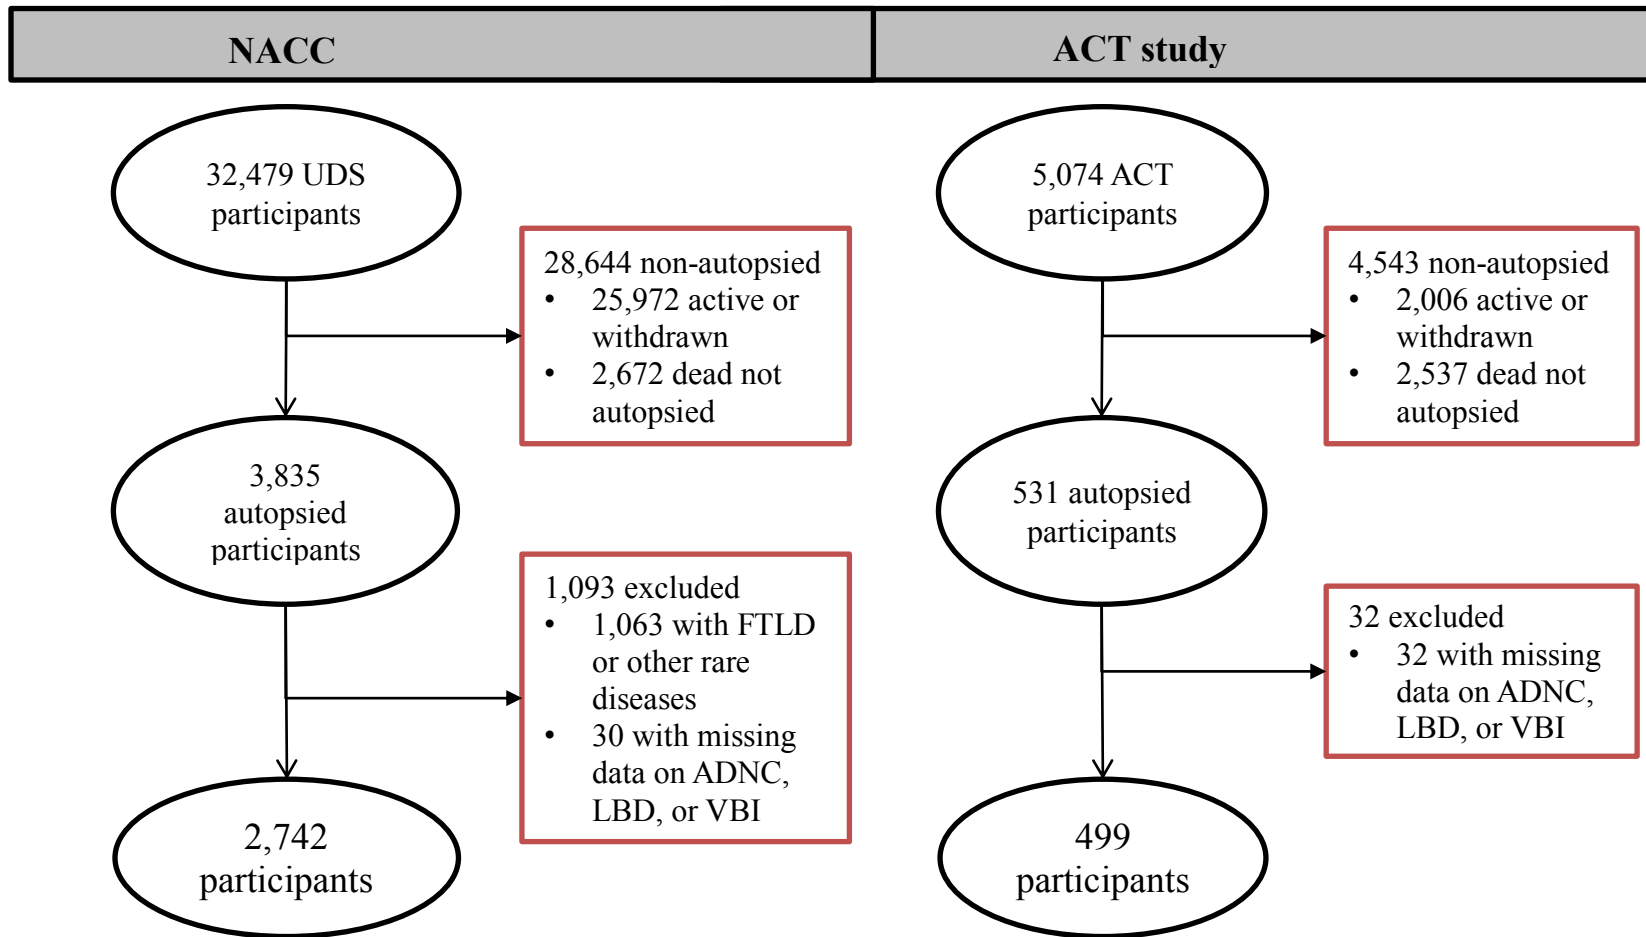 NACC
ACT study
32,479 UDS
participants
28,644 non-autopsied
• 25,972 active or
withdrawn
• 2,672 dead not
autopsied
3,835
autopsied
participants
1,093 excluded
• 1,063 with FTLD
or other rare
diseases
• 30 with missing
data on ADNC,
LBD, or VBI
2,742
participants
5,074 ACT
participants
4,543 non-autopsied
• 2,006 active or
withdrawn
• 2,537 dead not
autopsied
531 autopsied
participants
32 excluded
• 32 with missing
data on ADNC,
LBD, or VBI
499
participants